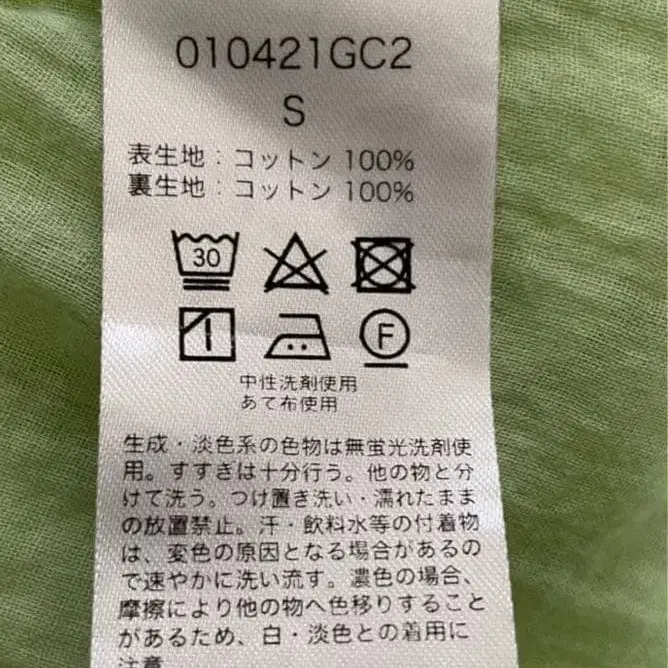 010421GC2
S
表生地：コットン 100%
裏生地：コットン 100%
30
F
中性洗剤使用
あて布使用
生成・淡色系の色物は無蛍光洗剤使
用。すすぎは十分行う。他の物と分
けて洗う。つけ置き洗い・濡れたまま
の放置禁止。汗・飲料水等の付着物
は、変色の原因となる場合があるの
で速やかに洗い流す。濃色の場合、
摩擦により他の物へ色移りすること
があるため、白・淡色との着用に
注意